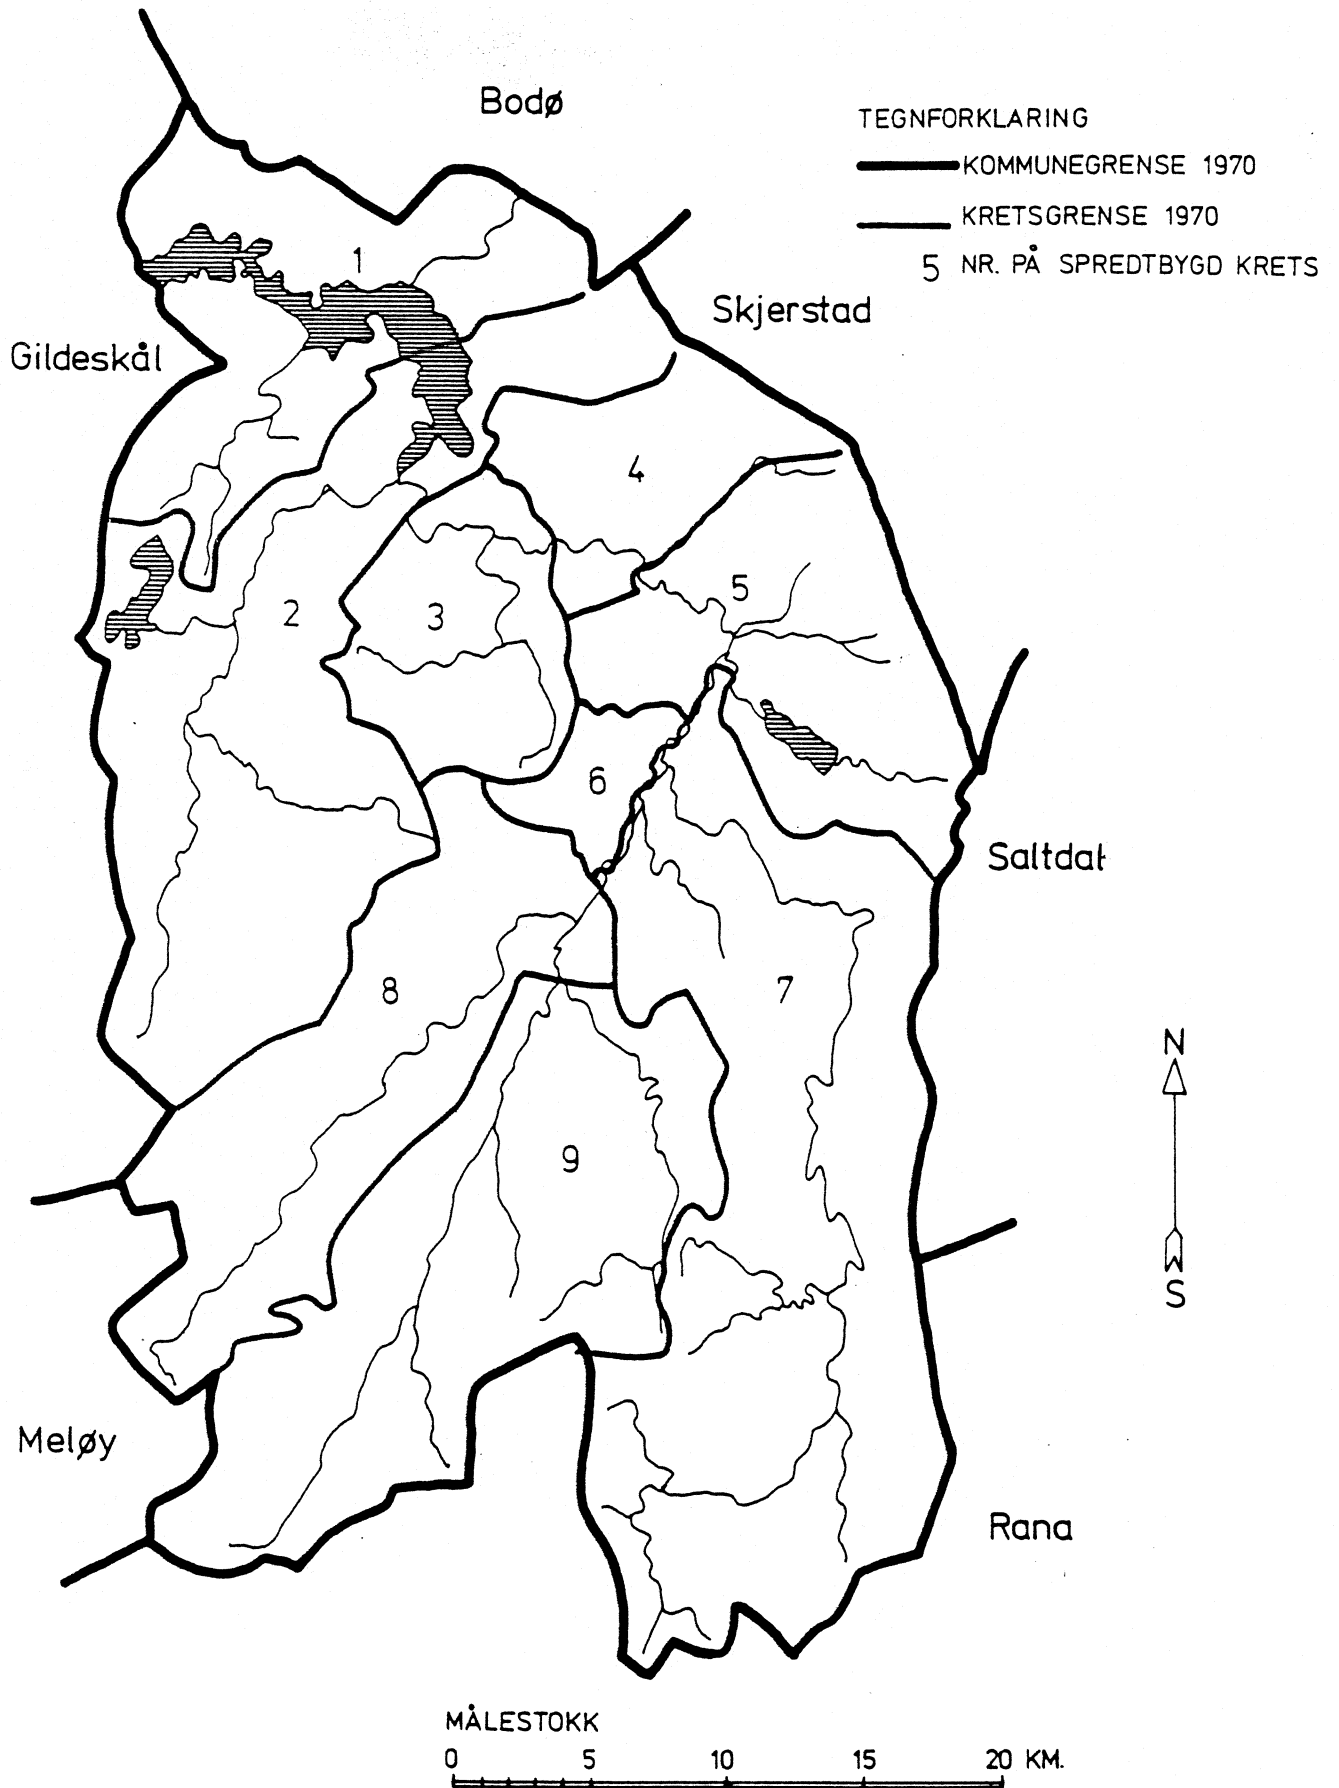 Bodø
TEGNFORKLARING
KOMMUNEGRENSE 1970
KRETSGRENSE 1970
5 NR. PÅ SPREDTBYGD KRETS
1
Skjerstad
Gildeskål
4
5
2
3
6
Saltdal
8
7
N
9
S
Meløy
Rana
MÅLESTOKK
0 5 10 15 20 KM.